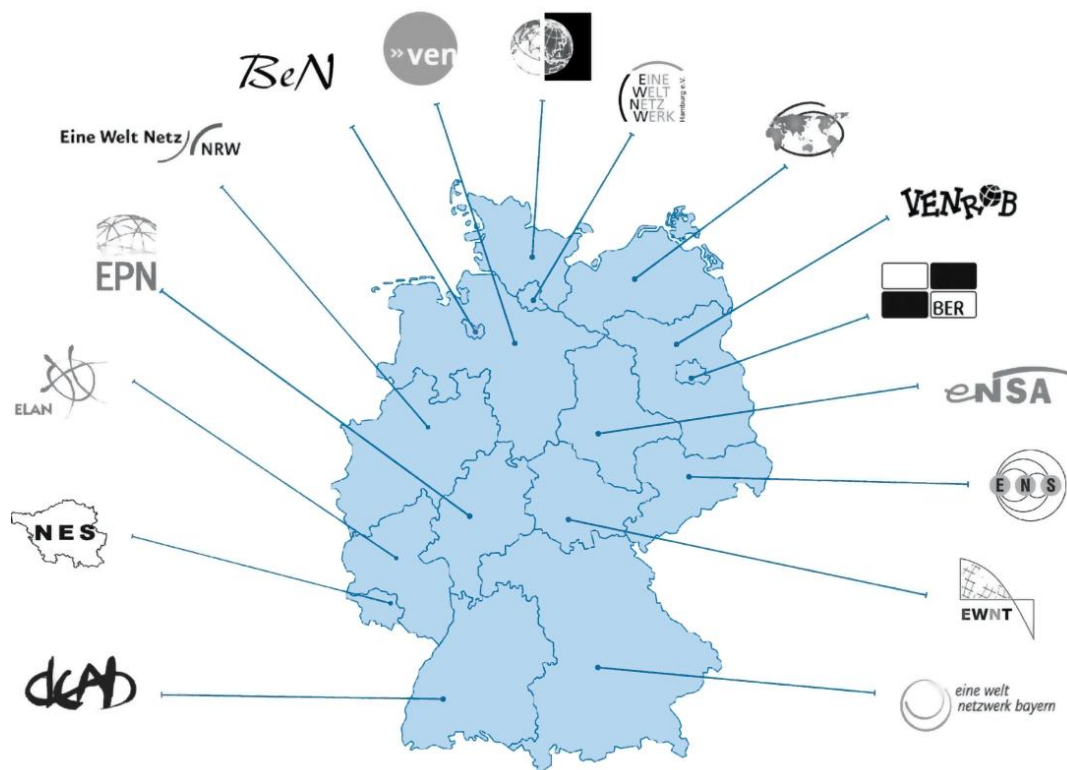 BeN
»ven
EINE
WELT
NETZ
WERK
Hamburg e.V.
Eine Welt Netz
NRW
VENROB
EPN
BER
ELAN
eNSA
ENS
NES
EWNT
dEAB
eine welt
netzwerk bayern